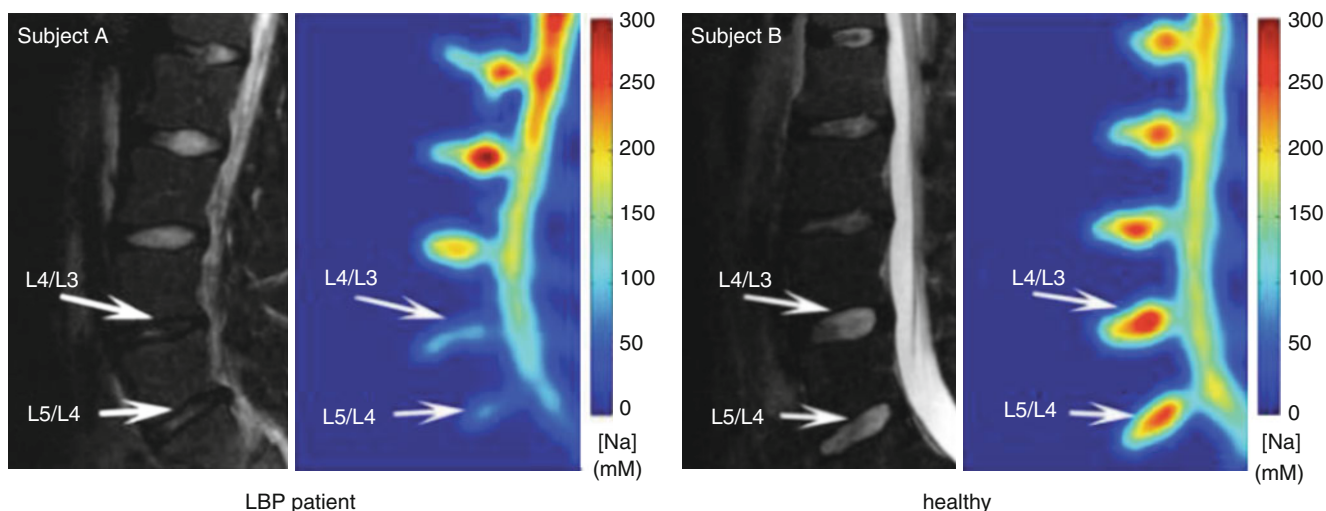 Subject A
L4/L3
L5/L4
L4/L3
L5/L4
300
250
200
150
100
50
0
[Na]
(mM)
LBP patient
Subject B
L4/L3
L5/L4
L4/L3
L5/L4
300
250
200
150
100
50
0
[Na]
(mM)
healthy